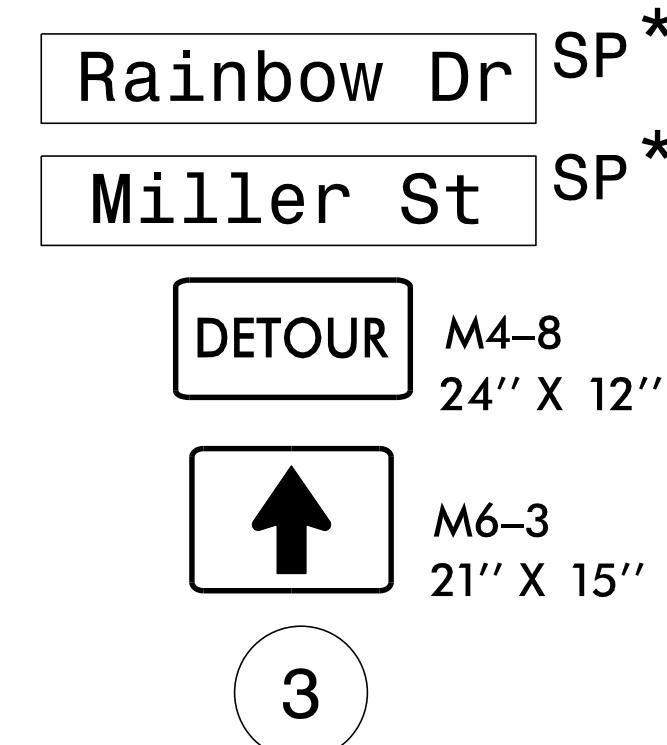 Rainbow Dr SP*
Miller St SP*
DETOUR M4–8
24'' X 12''
M6–3
21'' X 15''
3